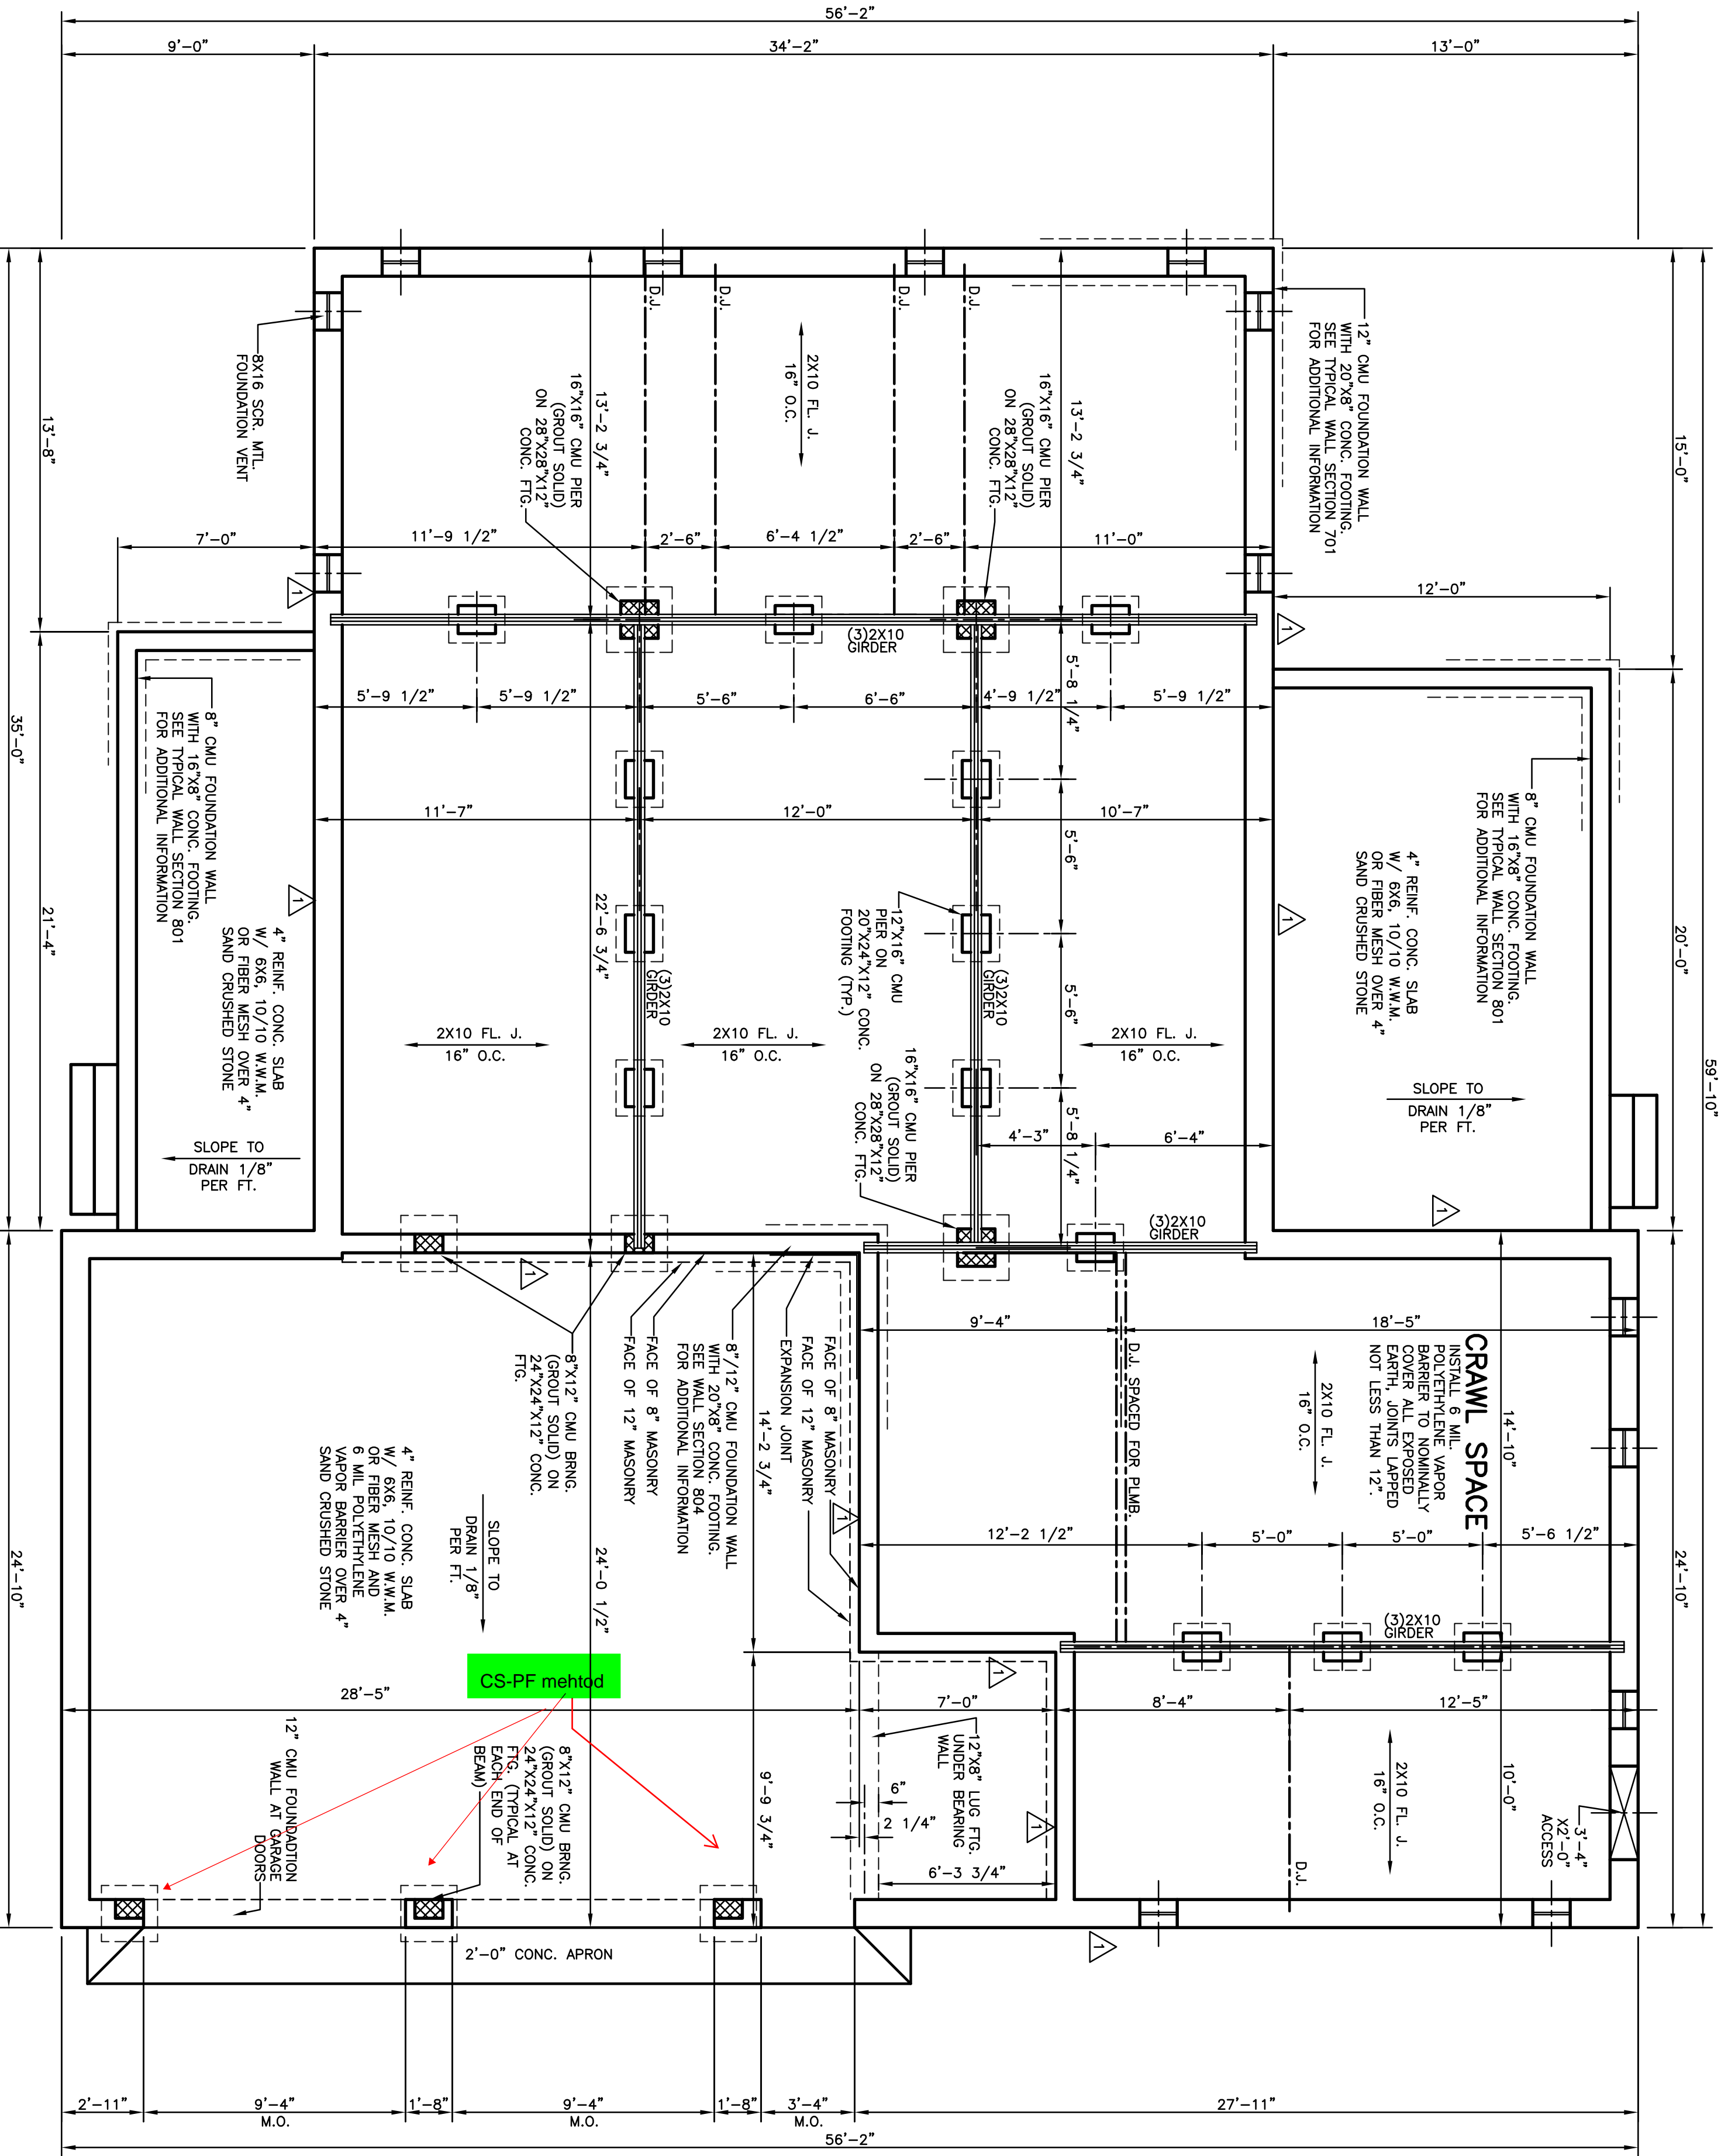 56'-2"
9'-0"
34'-2"
13'-0"
15'-0"
20'-0"
24'-10"
59'-10"
13'-8"
21'-4"
35'-0"
24'-10"
12" CMU FOUNDATION WALL
WITH 20"X8" CONC. FOOTING.
SEE TYPICAL WALL SECTION 701
FOR ADDITIONAL INFORMATION
8X16 SCR. MTL.
FOUNDATION VENT
D.J.
D.J.
D.J.
D.J.
2X10 FL. J.
16" O.C.
13'-2 3/4"
13'-2 3/4"
16"X16" CMU PIER
(GROUT SOLID)
ON 28"X28"X12"
CONC. FTG.
16"X16" CMU PIER
(GROUT SOLID)
ON 28"X28"X12"
CONC. FTG.
7'-0"
11'-9 1/2"
2'-6"
6'-4 1/2"
2'-6"
11'-0"
12'-0"
1
1
(3)2X10
GIRDER
5'-9 1/2"
5'-9 1/2"
5'-6"
6'-6"
4'-9 1/2"
5'-9 1/2"
5'-8 1/4"
5'-6"
5'-6"
5'-8 1/4"
11'-7"
12'-0"
10'-7"
22'-6 3/4"
8" CMU FOUNDATION WALL
WITH 16"X8" CONC. FOOTING.
SEE TYPICAL WALL SECTION 801
FOR ADDITIONAL INFORMATION
4" REINF. CONC. SLAB
W/ 6X6, 10/10 W.W.M.
OR FIBER MESH OVER 4"
SAND CRUSHED STONE
SLOPE TO
DRAIN 1/8"
PER FT.
8" CMU FOUNDATION WALL
WITH 16"X8" CONC. FOOTING.
SEE TYPICAL WALL SECTION 801
FOR ADDITIONAL INFORMATION
4" REINF. CONC. SLAB
W/ 6X6, 10/10 W.W.M.
OR FIBER MESH OVER 4"
SAND CRUSHED STONE
SLOPE TO
DRAIN 1/8"
PER FT.
1
1
1
12"X16" CMU
PIER ON
20"X24"X12" CONC.
FOOTING (TYP.)
(3)2X10
GIRDER
(3)2X10
GIRDER
2X10 FL. J.
16" O.C.
2X10 FL. J.
16" O.C.
2X10 FL. J.
16" O.C.
16"X16" CMU PIER
(GROUT SOLID)
ON 28"X28"X12"
CONC. FTG.
4'-3"
6'-4"
(3)2X10
GIRDER
1
9'-4"
18'-5"
D.J. SPACED FOR PLMB.
2X10 FL. J.
16" O.C.
CRAWL SPACE
INSTALL 6 MIL.
POLYETHYLENE VAPOR
BARRIER TO NOMINALLY
COVER ALL EXPOSED
EARTH, JOINTS LAPPED
NOT LESS THAN 12".
14'-10"
10'-0"
FACE OF 8" MASONRY
FACE OF 12" MASONRY
EXPANSION JOINT
8"/12" CMU FOUNDATION WALL
WITH 20"X8" CONC. FOOTING.
SEE WALL SECTION 804
FOR ADDITIONAL INFORMATION
FACE OF 8" MASONRY
FACE OF 12" MASONRY
8"X12" CMU BRNG.
(GROUT SOLID) ON
24"X24"X12" CONC.
FTG.
14'-2 3/4"
24'-0 1/2"
1
12'-2 1/2"
5'-0"
5'-0"
5'-6 1/2"
(3)2X10
GIRDER
4" REINF. CONC. SLAB
W/ 6X6, 10/10 W.W.M.
OR FIBER MESH AND
6 MIL POLYETHYLENE
VAPOR BARRIER OVER 4"
SAND CRUSHED STONE
SLOPE TO
DRAIN 1/8"
PER FT.
CS-PF mehtod
28'-5"
7'-0"
8'-4"
12'-5"
1
1
1
12"X8" LUG FTG.
UNDER BEARING
WALL
6"
2 1/4"
9'-9 3/4"
6'-3 3/4"
2X10 FL. J.
16" O.C.
D.J.
3'-4"
X2'-0"
ACCESS
12" CMU FOUNDADTION
WALL AT GARAGE
DOORS
8"X12" CMU BRNG.
(GROUT SOLID) ON
24"X24"X12" CONC.
FTG. (TYPICAL AT
EACH END OF
BEAM)
2'-0" CONC. APRON
2'-11"
9'-4"
M.O.
1'-8"
9'-4"
M.O.
1'-8"
3'-4"
M.O.
27'-11"
56'-2"